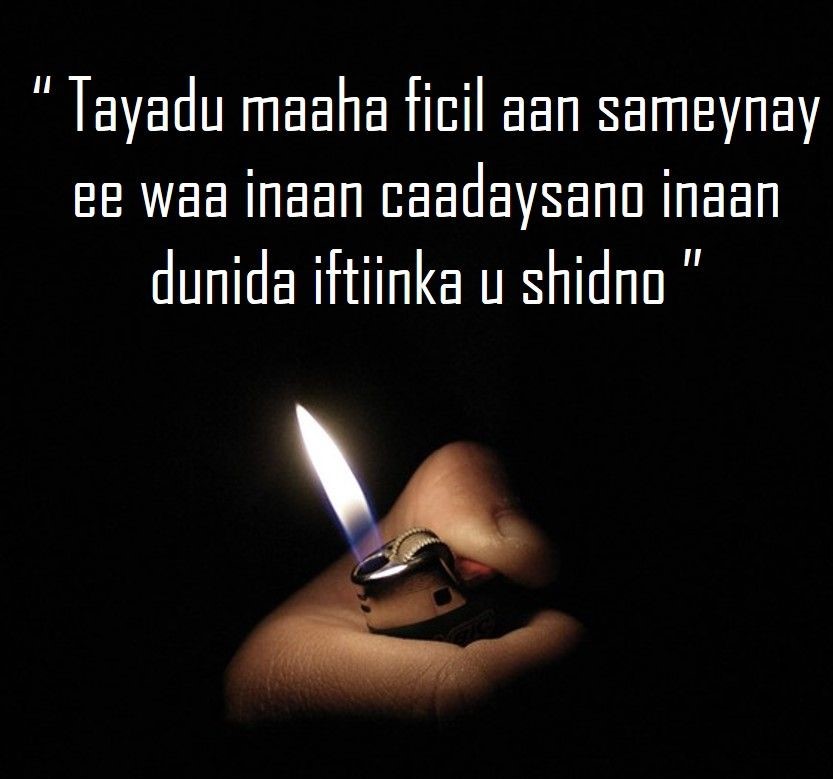 “ Tayadu maaha ficil aan sameynay
ee waa inaan caadaysano inaan
dunida iftiinka u shidno ”